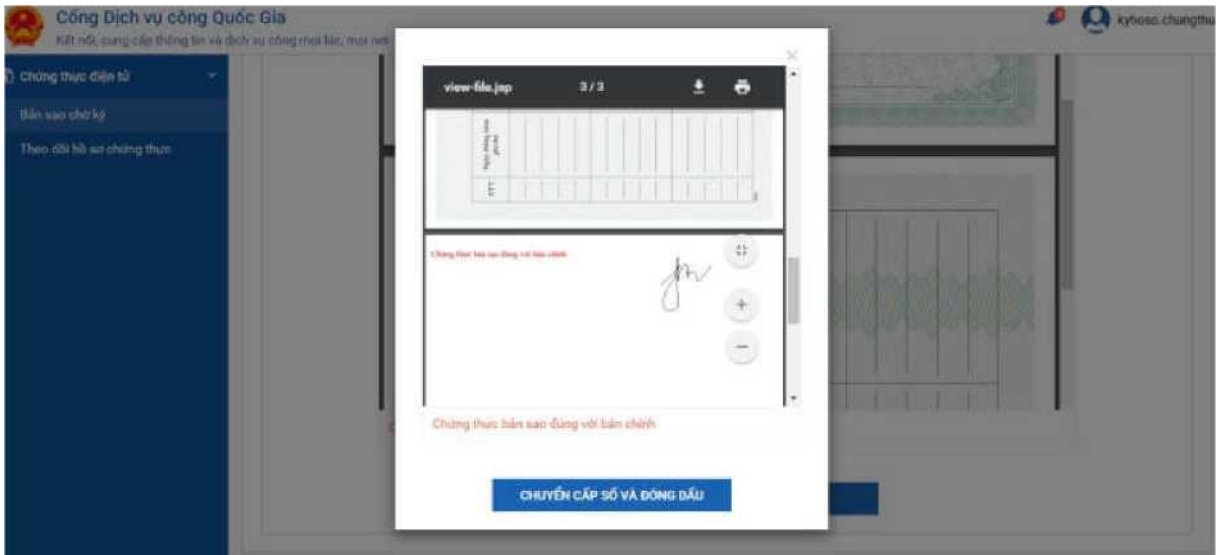 Cổng Dịch vụ công Quốc Gia
Kết nối, cung cấp thông tin và dịch vụ công mọi lúc, mọi nơi
kyhoso.chungthu
Chứng thực điện tử
Bản sao chờ ký
Theo dõi hồ sơ chứng thực
view-file.jsp 3 / 3
Chứng thực bản sao đúng với bản chính
Chứng thực bản sao đúng với bản chính
CHUYỂN CẤP SỐ VÀ ĐÓNG DẤU